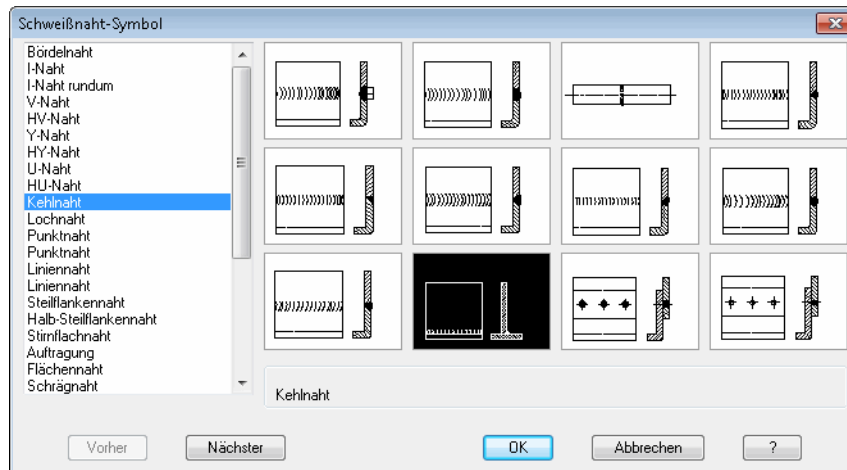 Schweißnaht-Symbol
Bördelnaht
I-Naht
I-Naht rundum
V-Naht
HV-Naht
Y-Naht
HY-Naht
U-Naht
HU-Naht
Kehlnaht
Lochnaht
Punktnaht
Punktnaht
Liniennaht
Liniennaht
Steilflankennaht
Halb-Steilflankennaht
Stirnflachnaht
Auftragung
Flächennaht
Schrägnaht
Kehlnaht
Vorher
Nächster
OK
Abbrechen
?